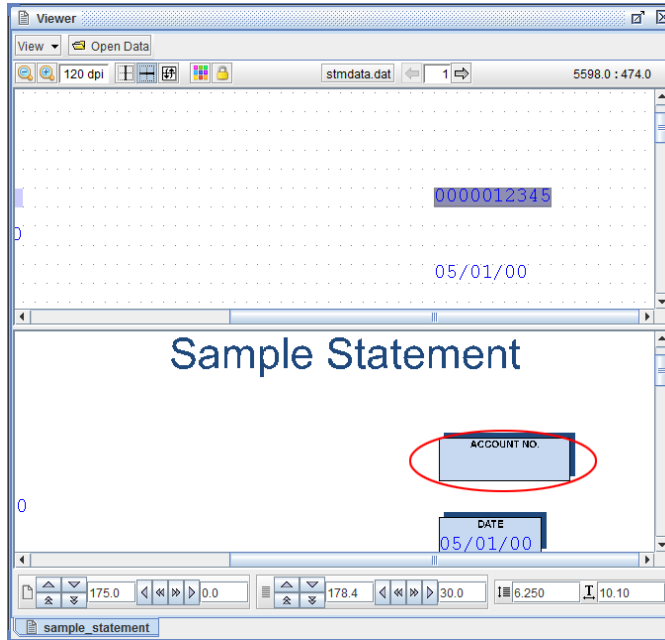 Viewer
View Open Data
120 dpi stmdata.dat 1 5598.0 : 474.0
0000012345
0
05/01/00
Sample Statement
ACCOUNT NO.
0
DATE
05/01/00
175.0 0.0 178.4 30.0 6.250 10.10
sample_statement